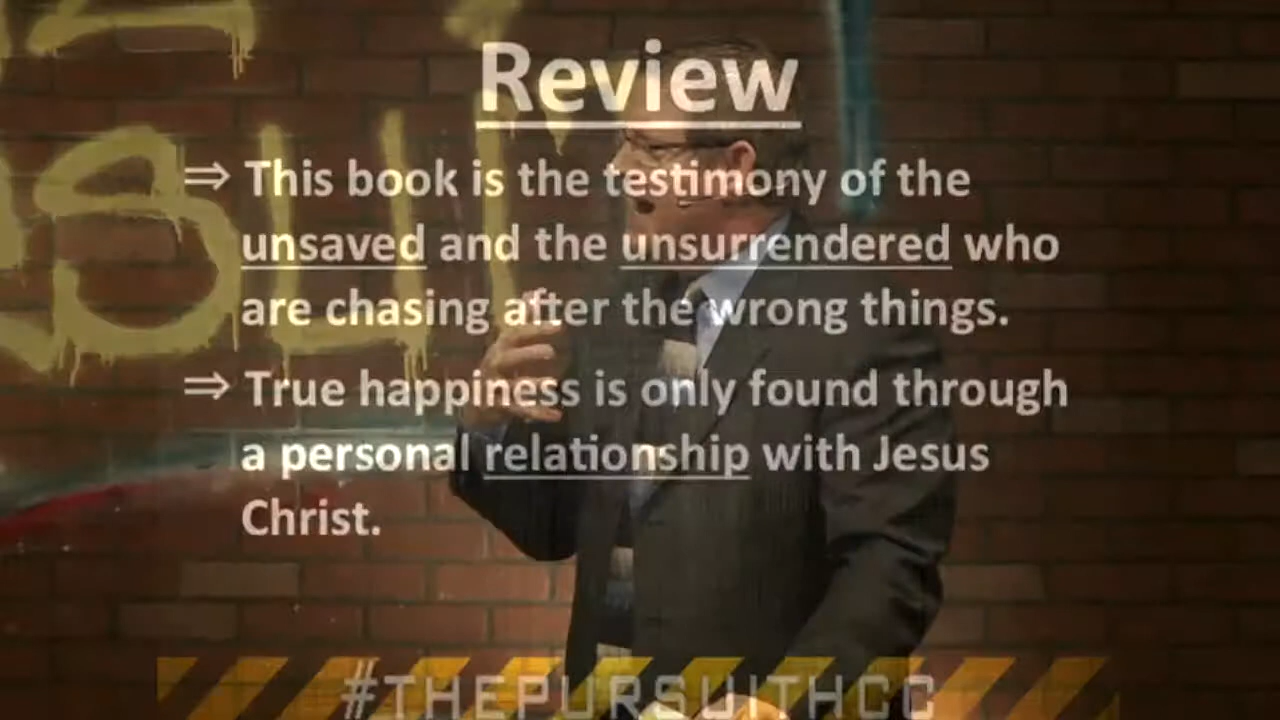 Review
⇒ This book is the testimony of the
unsaved and the unsurrendered who
are chasing after the wrong things.
⇒ True happiness is only found through
a personal relationship with Jesus
Christ.
#THEPURSUITHCC